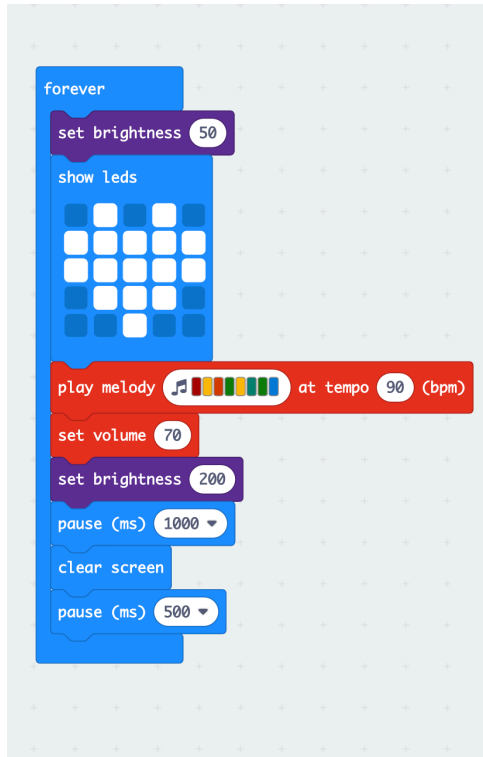 forever
set brightness 50
show leds
play melody at tempo 90 (bpm)
set volume 70
set brightness 200
pause (ms) 1000
clear screen
pause (ms) 500